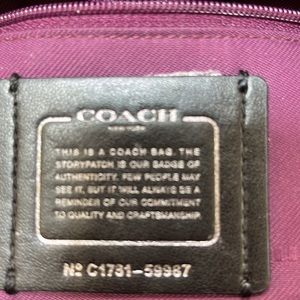 COACH
NEW YORK
THIS IS A COACH BAG. THE
STORYPATCH IS OUR BADGE OF
AUTHENTICITY. FEW PEOPLE MAY
SEE IT, BUT IT WILL ALWAYS BE A
REMINDER OF OUR COMMITMENT
TO QUALITY AND CRAFTSMANSHIP.
Nº C1731-59987